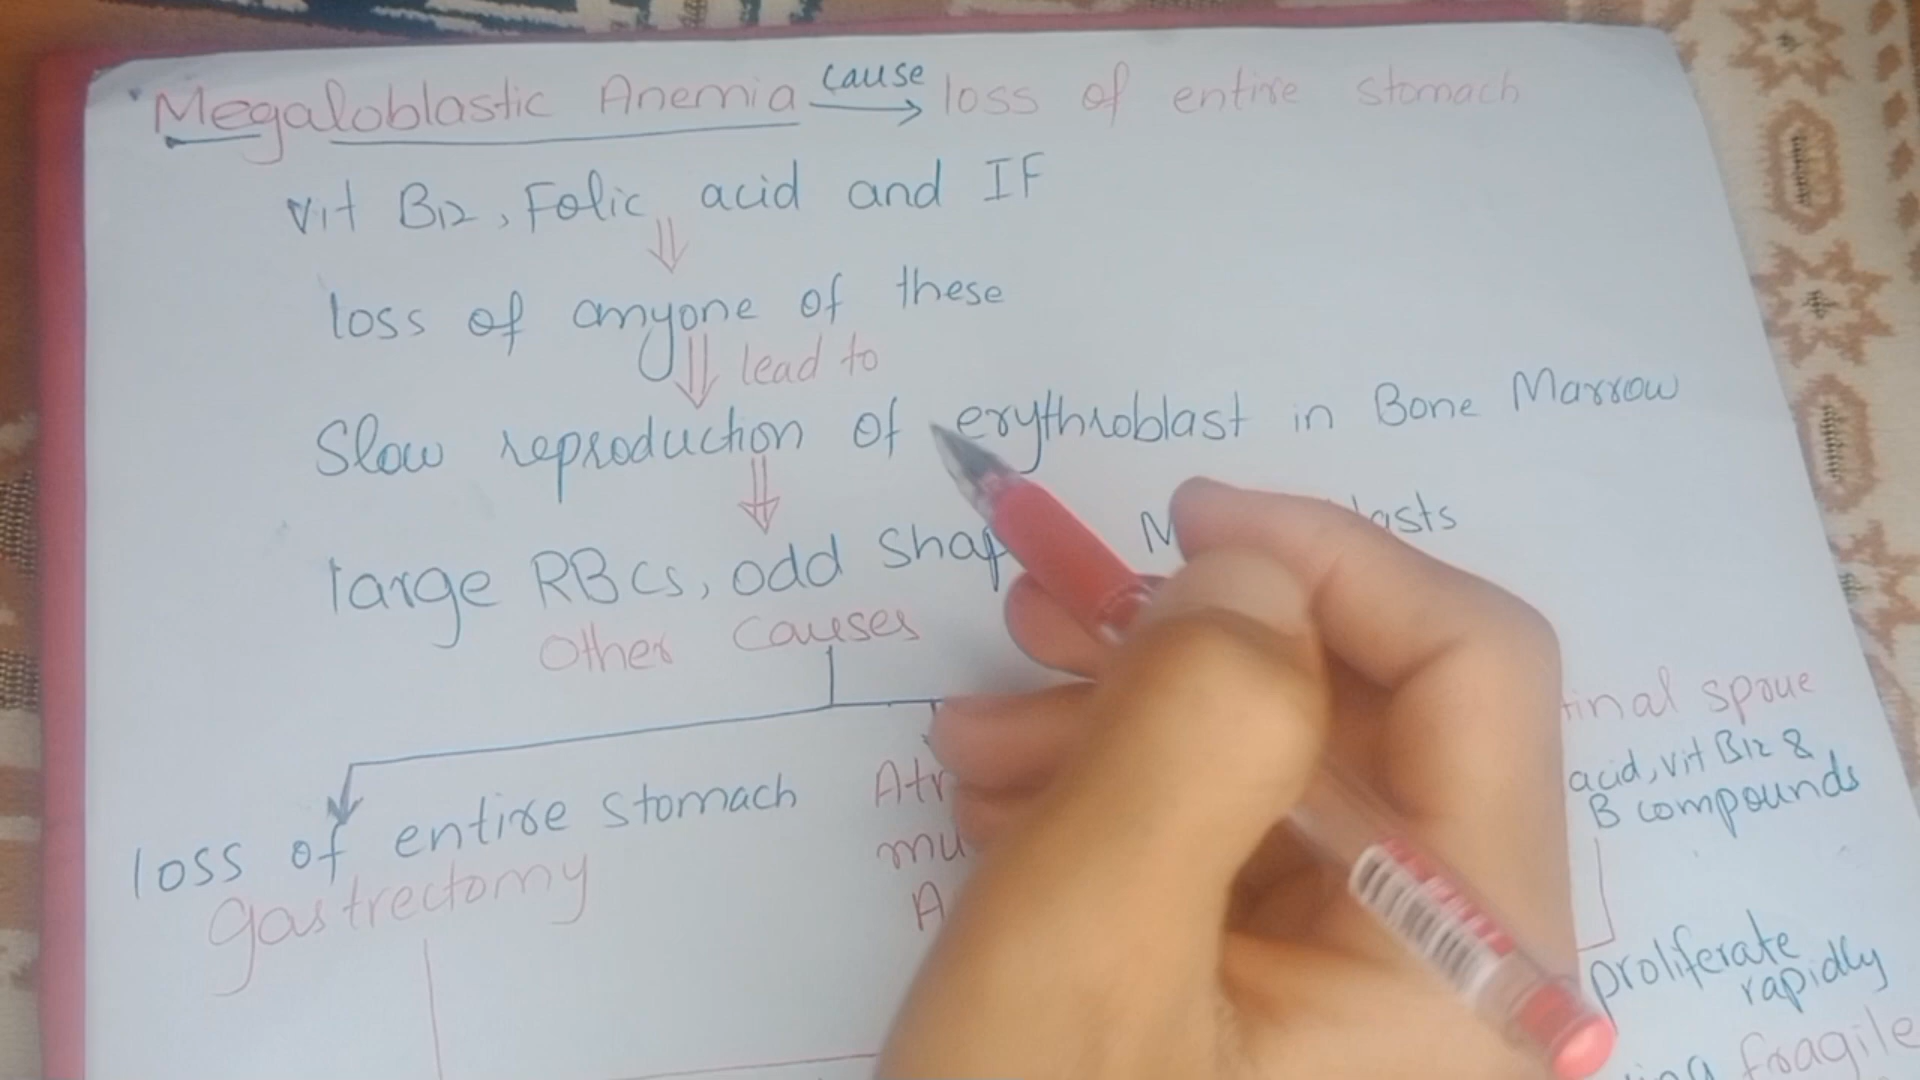 Megaloblastic Anemia cause loss of entire stomach
Vit B12, Folic acid and IF
loss of anyone of these
lead to
Slow reproduction of erythroblast in Bone Marrow
large RBCs, odd
Other Causes
loss of entire stomach
gastrectomy
sprue
acid, vit B12 &
B compounds
proliferate
rapidly
fragile